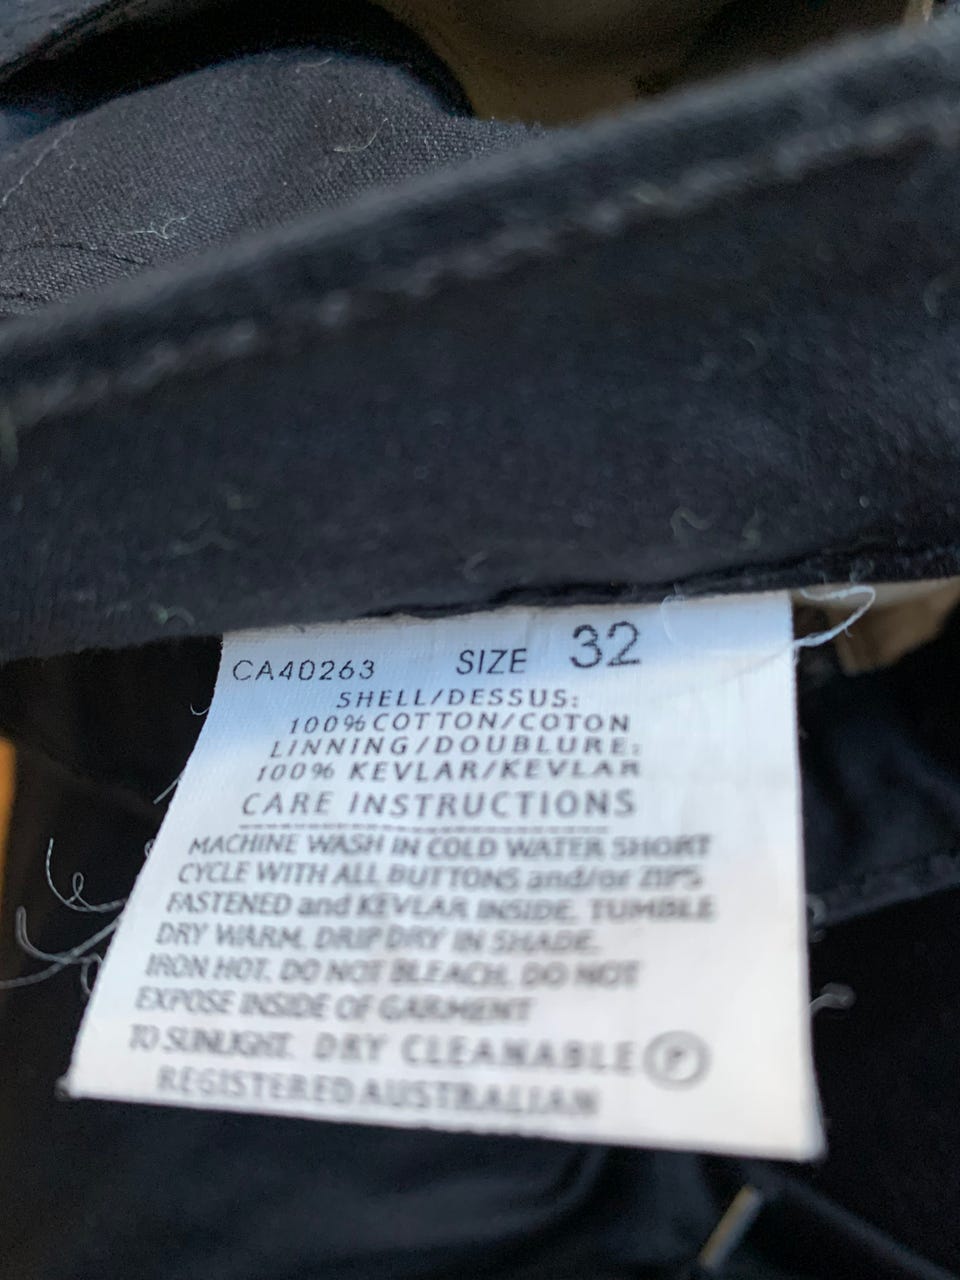 CA40263 SIZE 32
SHELL/DESSUS:
100% COTTON/COTON
LINNING/DOUBLURE:
100% KEVLAR/KEVLAR
CARE INSTRUCTIONS
MACHINE WASH IN COLD WATER SHORT
CYCLE WITH ALL BUTTONS and/or ZIPS
FASTENED and KEVLAR INSIDE. TUMBLE
DRY WARM. DRIP DRY IN SHADE.
IRON HOT. DO NOT BLEACH. DO NOT
EXPOSE INSIDE OF GARMENT
TO SUNLIGHT. DRY CLEANABLE P
REGISTERED AUSTRALIAN